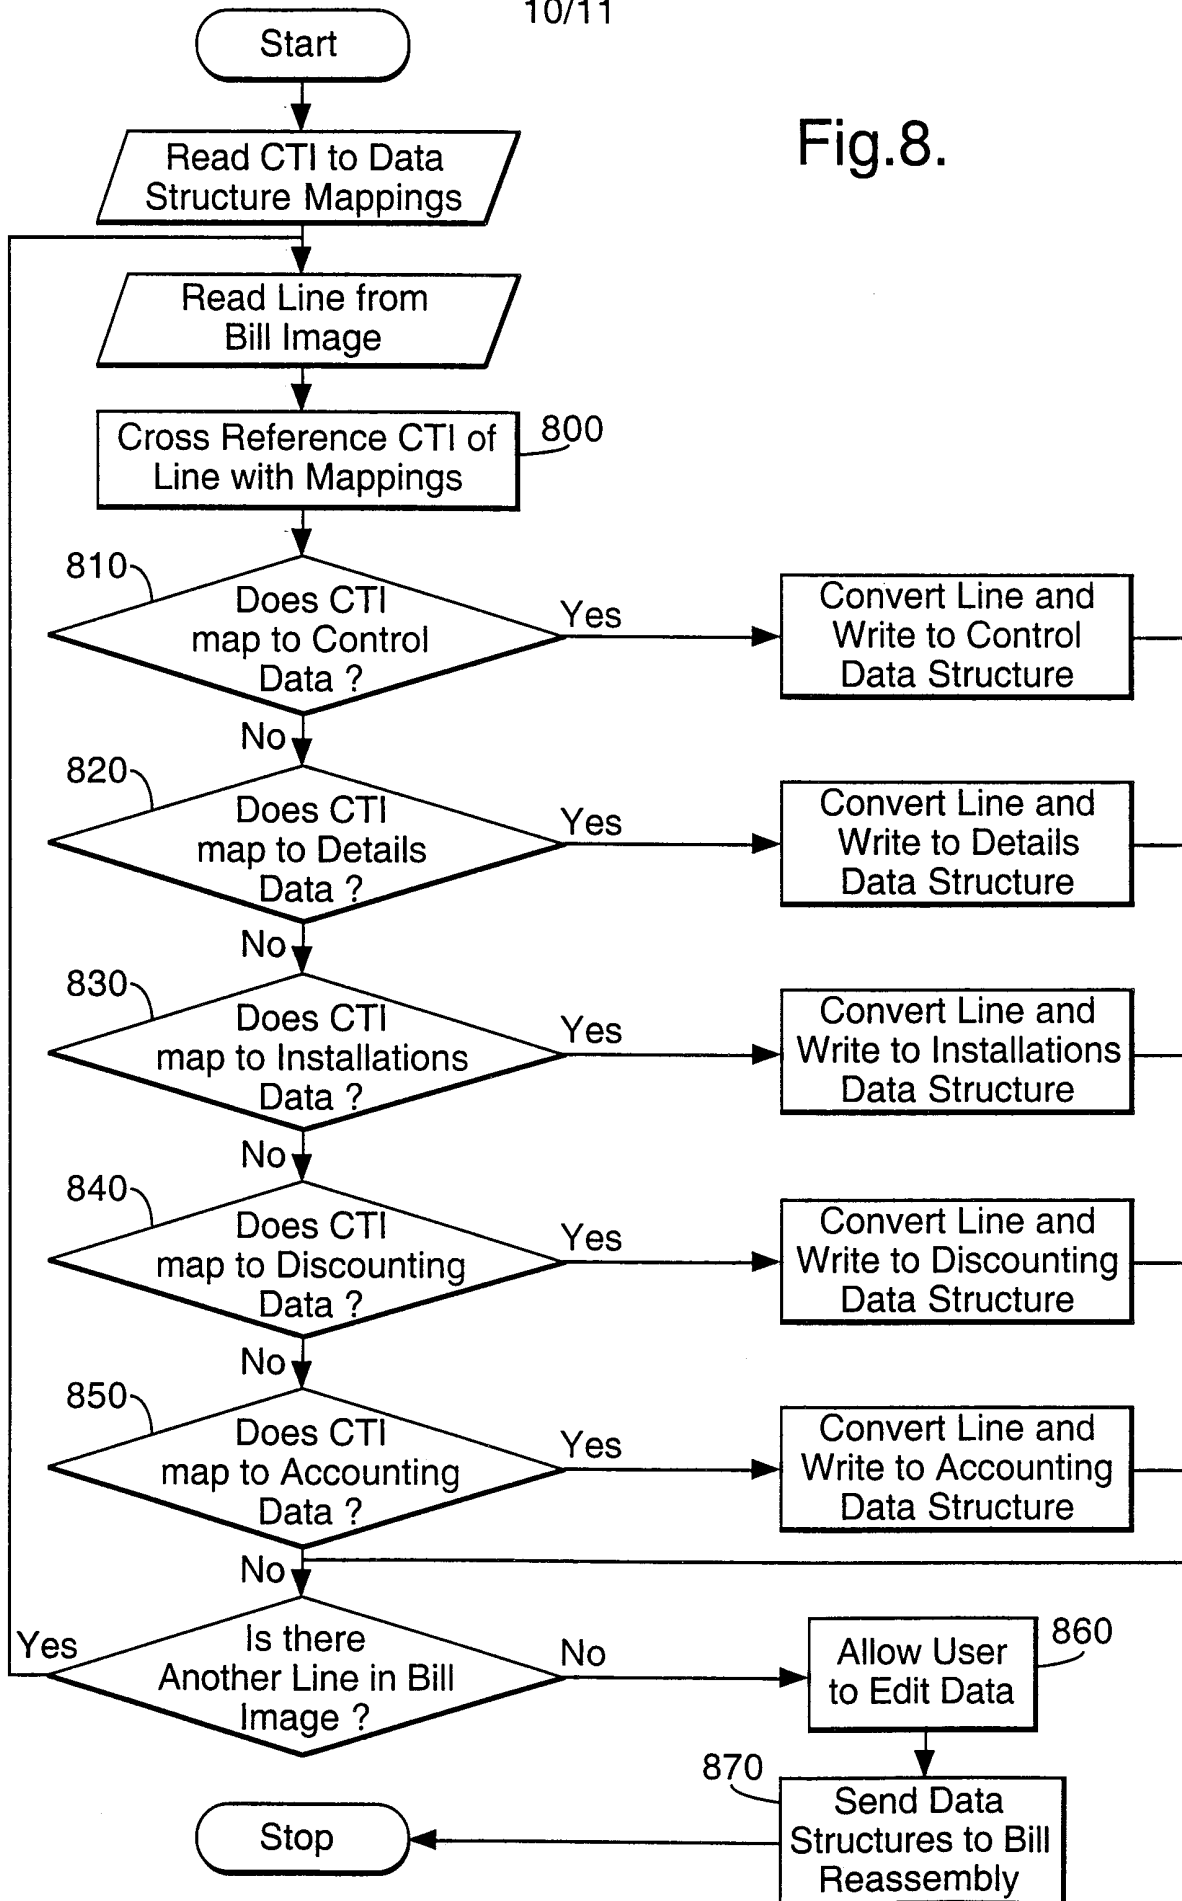 10/11
Start
Fig.8.
Read CTI to Data
Structure Mappings
Read Line from
Bill Image
Cross Reference CTI of
Line with Mappings
800
810
Does CTI
map to Control
Data ?
Yes
Convert Line and
Write to Control
Data Structure
No
820
Does CTI
map to Details
Data ?
Yes
Convert Line and
Write to Details
Data Structure
No
830
Does CTI
map to Installations
Data ?
Yes
Convert Line and
Write to Installations
Data Structure
No
840
Does CTI
map to Discounting
Data ?
Yes
Convert Line and
Write to Discounting
Data Structure
No
850
Does CTI
map to Accounting
Data ?
Yes
Convert Line and
Write to Accounting
Data Structure
No
Yes
Is there
Another Line in Bill
Image ?
No
Allow User
to Edit Data
860
870
Send Data
Structures to Bill
Reassembly
Stop